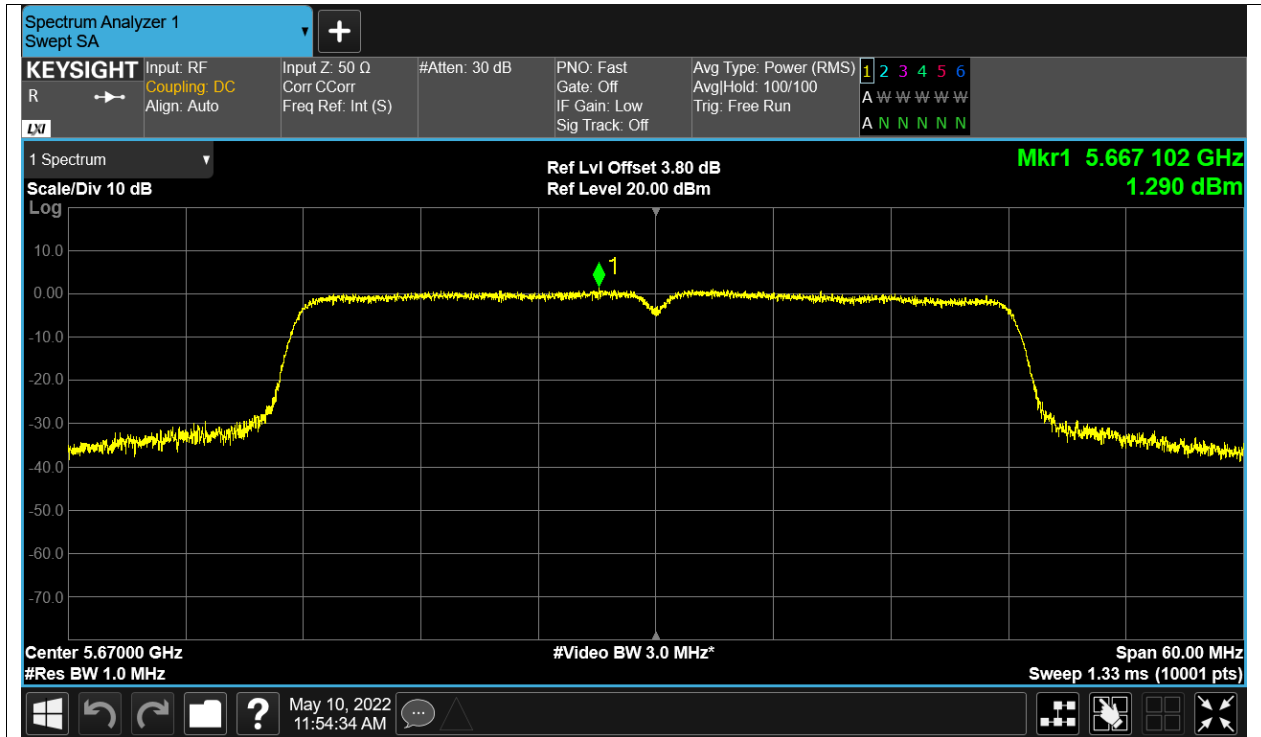 Spectrum Analyzer 1
Swept SA
+
KEYSIGHT
R
LXI
Input: RF
Coupling: DC
Align: Auto
Input Z: 50 Ω
Corr CCorr
Freq Ref: Int (S)
#Atten: 30 dB
PNO: Fast
Gate: Off
IF Gain: Low
Sig Track: Off
Avg Type: Power (RMS)
Avg|Hold: 100/100
Trig: Free Run
1 2 3 4 5 6
A W W W W W
A N N N N N
1 Spectrum
Scale/Div 10 dB
Ref Lvl Offset 3.80 dB
Ref Level 20.00 dBm
Mkr1 5.667 102 GHz
1.290 dBm
Log
10.0
0.00
-10.0
-20.0
-30.0
-40.0
-50.0
-60.0
-70.0
1
Center 5.67000 GHz
#Res BW 1.0 MHz
#Video BW 3.0 MHz*
Span 60.00 MHz
Sweep 1.33 ms (10001 pts)
?
May 10, 2022
11:54:34 AM